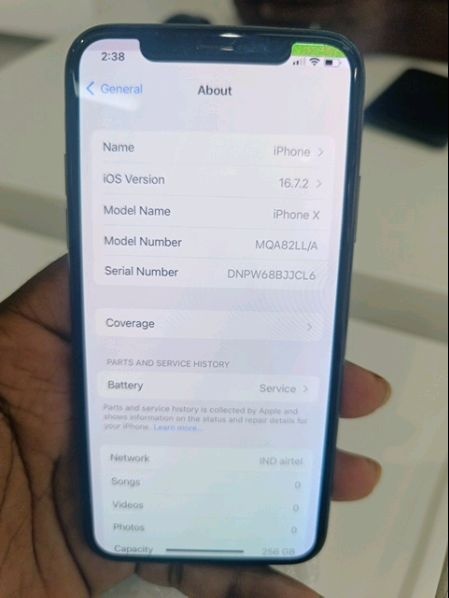 2:38
General About
Name iPhone
iOS Version 16.7.2
Model Name iPhone X
Model Number MQA82LL/A
Serial Number DNPW68BJJCL6
Coverage
PARTS AND SERVICE HISTORY
Battery Service
Parts and service history is collected by Apple and
shows information on the status and repair details for
your iPhone. Learn more...
Network IND airtel
Songs 0
Videos 0
Photos 0
Capacity 256 GB